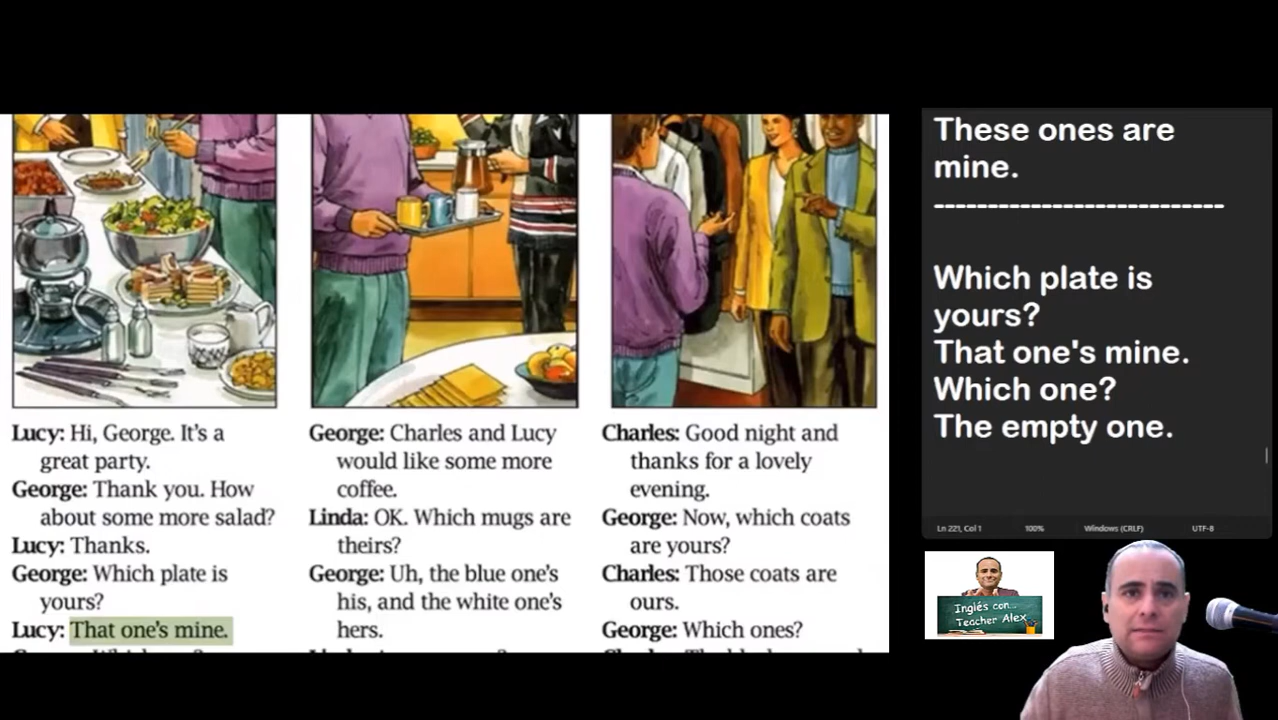 Lucy: Hi, George. It's a
great party.
George: Thank you. How
about some more salad?
Lucy: Thanks.
George: Which plate is
yours?
Lucy: That one's mine.
George: Charles and Lucy
would like some more
coffee.
Linda: OK. Which mugs are
theirs?
George: Uh, the blue one's
his, and the white one's
hers.
Charles: Good night and
thanks for a lovely
evening.
George: Now, which coats
are yours?
Charles: Those coats are
ours.
George: Which ones?
These ones are
mine.
--------------------------
Which plate is
yours?
That one's mine.
Which one?
The empty one.
Ln 221, Col 1 100% Windows (CRLF) UTF-8
Inglés con...
Teacher Alex